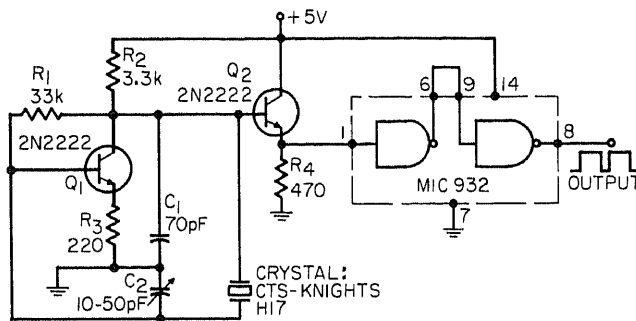 +5V
R1
33k
R2
3.3k
Q2
2N2222
6
9
14
2N2222
Q1
1
8
R4
470
MIC 932
OUTPUT
7
R3
220
C1
70pF
C2
10-50pF
CRYSTAL:
CTS-KNIGHTS
H17